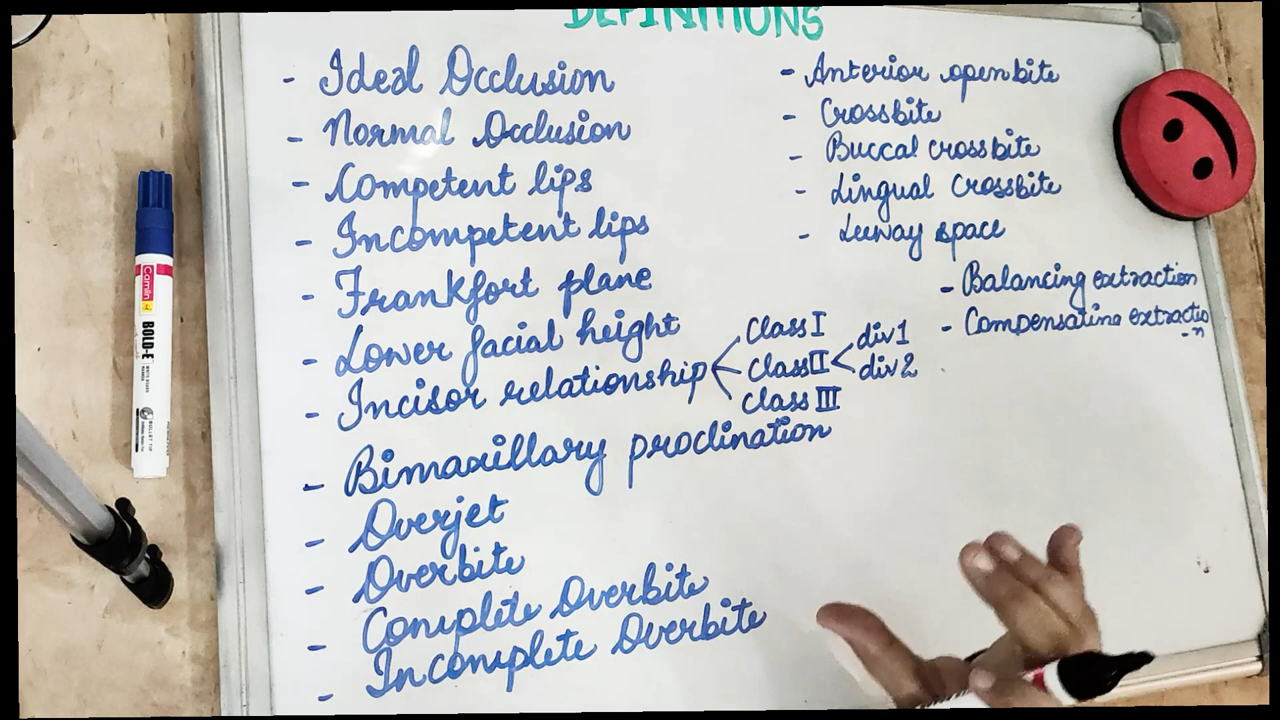 DEFINITIONS
- Ideal Occlusion
- Normal Occlusion
- Competent lips
- Incompetent lips
- Frankfort plane
- Lower facial height
- Incisor relationship
Class I
Class II
div 1
div 2
Class III
- Bimaxillary proclination
- Overjet
- Overbite
- Complete Overbite
- Incomplete Overbite
- Anterior openbite
- Crossbite
- Buccal crossbite
- Lingual Crossbite
- Leeway space
- Balancing extraction
- Compensating extractio
-n
Camlin
BOLD-E